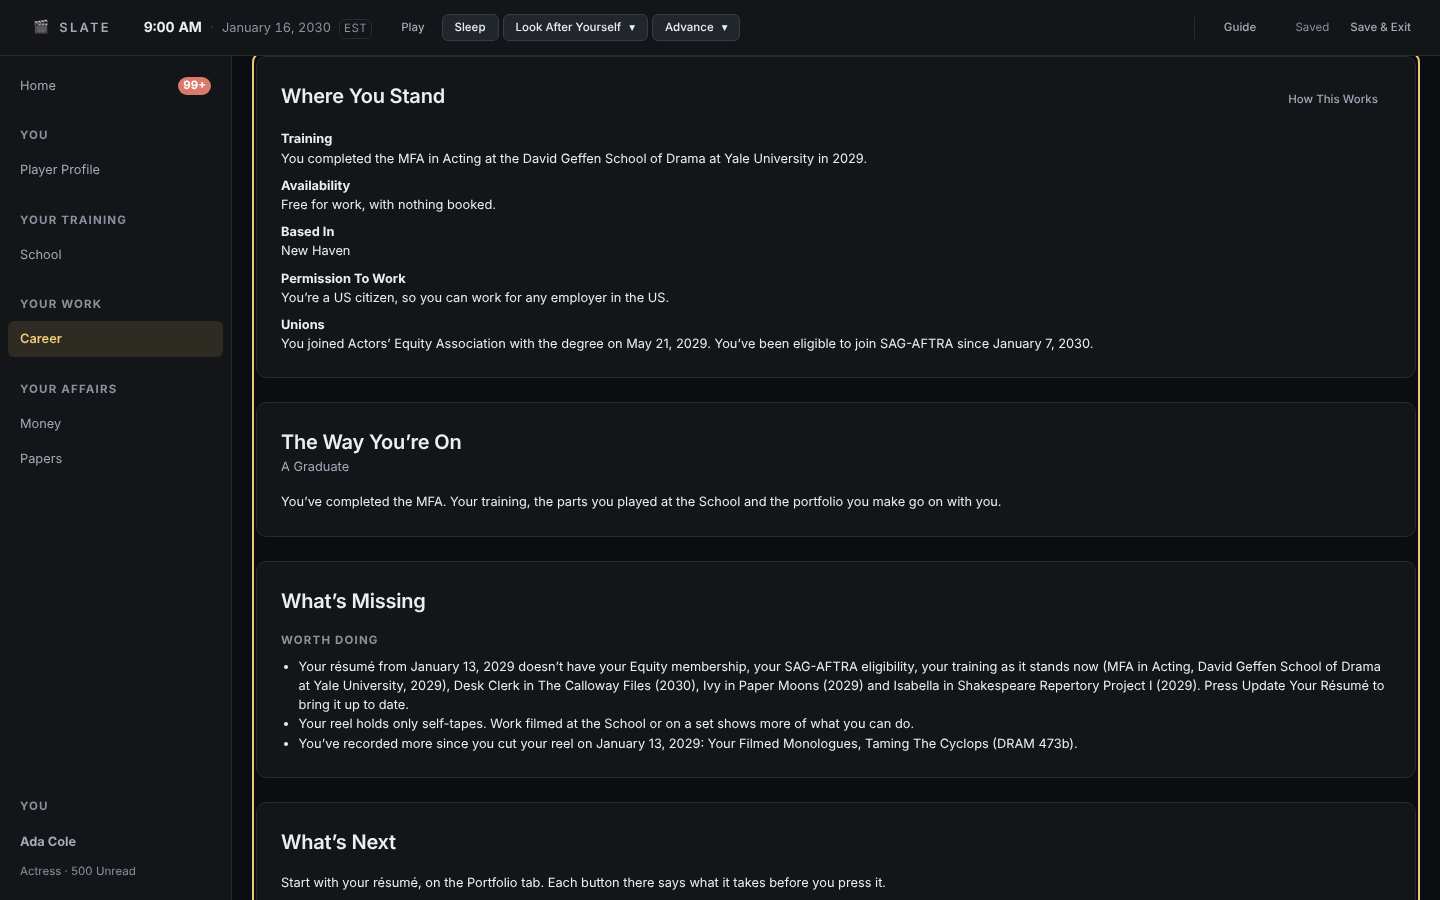 SLATE
9:00 AM · January 16, 2030 EST
Play
Sleep
Look After Yourself ▾
Advance ▾
Guide
Saved
Save & Exit
Home
99+
YOU
Player Profile
YOUR TRAINING
School
YOUR WORK
Career
YOUR AFFAIRS
Money
Papers
YOU
Ada Cole
Actress · 500 Unread
Where You Stand
How This Works
Training
You completed the MFA in Acting at the David Geffen School of Drama at Yale University in 2029.
Availability
Free for work, with nothing booked.
Based In
New Haven
Permission To Work
You’re a US citizen, so you can work for any employer in the US.
Unions
You joined Actors’ Equity Association with the degree on May 21, 2029. You’ve been eligible to join SAG-AFTRA since January 7, 2030.
The Way You’re On
A Graduate
You’ve completed the MFA. Your training, the parts you played at the School and the portfolio you make go on with you.
What’s Missing
WORTH DOING
• Your résumé from January 13, 2029 doesn’t have your Equity membership, your SAG-AFTRA eligibility, your training as it stands now (MFA in Acting, David Geffen School of Drama
at Yale University, 2029), Desk Clerk in The Calloway Files (2030), Ivy in Paper Moons (2029) and Isabella in Shakespeare Repertory Project I (2029). Press Update Your Résumé to
bring it up to date.
• Your reel holds only self-tapes. Work filmed at the School or on a set shows more of what you can do.
• You’ve recorded more since you cut your reel on January 13, 2029: Your Filmed Monologues, Taming The Cyclops (DRAM 473b).
What’s Next
Start with your résumé, on the Portfolio tab. Each button there says what it takes before you press it.